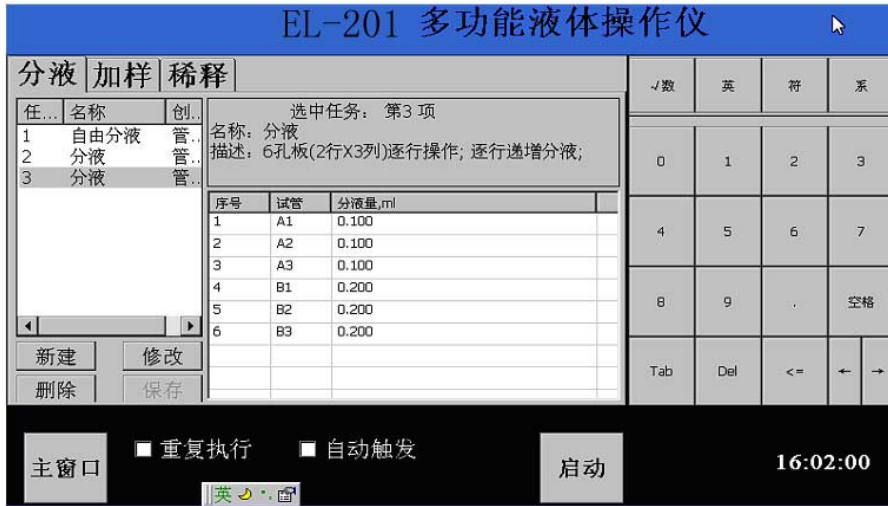 EL-201 多功能液体操作仪
分液 加样 稀释
任... 名称 创..
1 自由分液 管..
2 分液 管..
3 分液 管..
选中任务: 第3 项
名称: 分液
描述: 6孔板(2行X3列)逐行操作; 逐行递增分液;
序号 试管 分液量,ml
1 A1 0.100
2 A2 0.100
3 A3 0.100
4 B1 0.200
5 B2 0.200
6 B3 0.200
新建 修改
删除 保存
√数 英 符 系
0 1 2 3
4 5 6 7
8 9 . 空格
Tab Del <= ← →
主窗口
重复执行 自动触发
启动
16:02:00
英